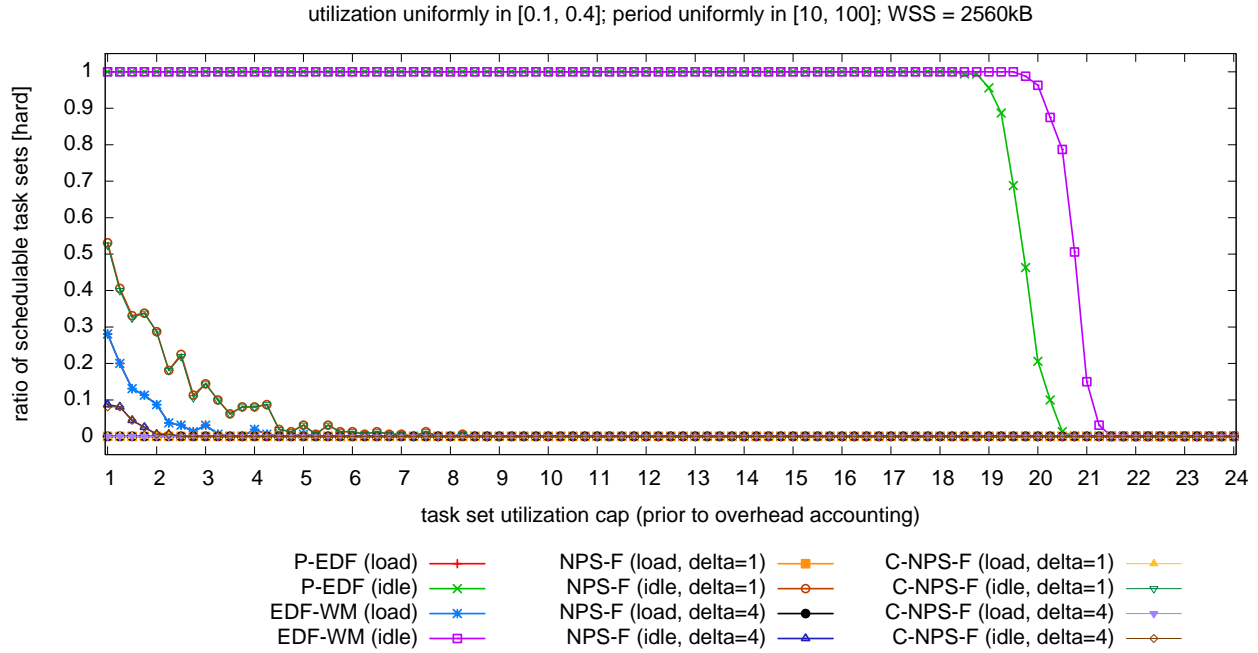 utilization uniformly in [0.1, 0.4]; period uniformly in [10, 100]; WSS = 2560kB
ratio of schedulable task sets [hard]
1
0.9
0.8
0.7
0.6
0.5
0.4
0.3
0.2
0.1
0
1 2 3 4 5 6 7 8 9 10 11 12 13 14 15 16 17 18 19 20 21 22 23 24
task set utilization cap (prior to overhead accounting)
P-EDF (load) NPS-F (load, delta=1) C-NPS-F (load, delta=1)
P-EDF (idle) NPS-F (idle, delta=1) C-NPS-F (idle, delta=1)
EDF-WM (load) NPS-F (load, delta=4) C-NPS-F (load, delta=4)
EDF-WM (idle) NPS-F (idle, delta=4) C-NPS-F (idle, delta=4)